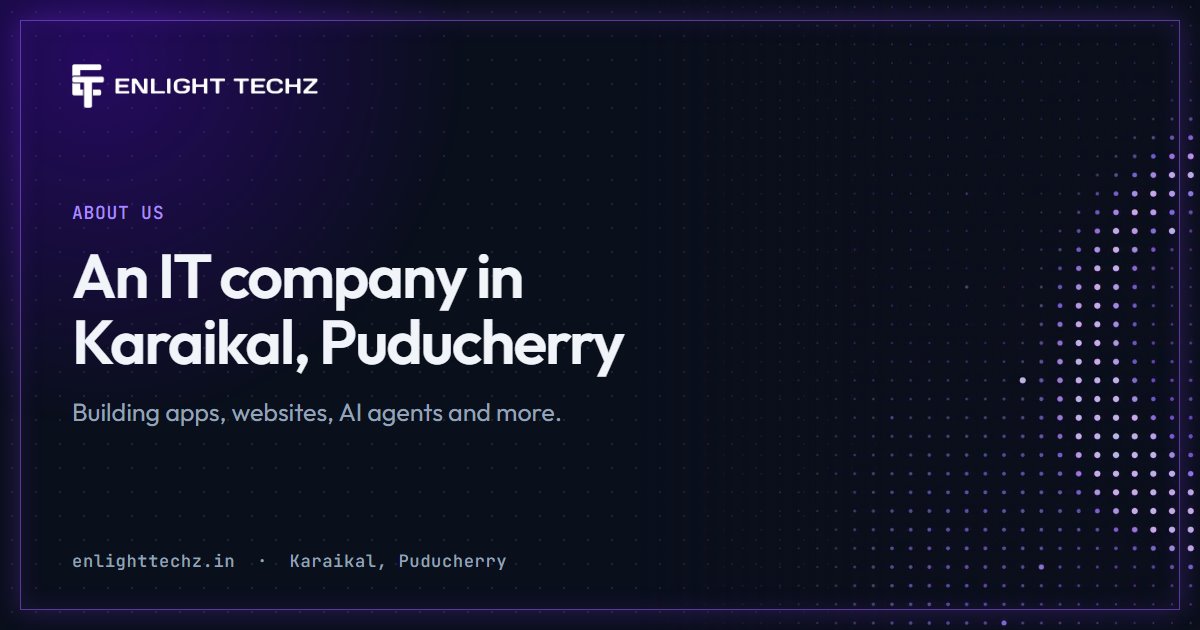 ENLIGHT TECHZ
ABOUT US
An IT company in
Karaikal, Puducherry
Building apps, websites, AI agents and more.
enlighttechz.in · Karaikal, Puducherry